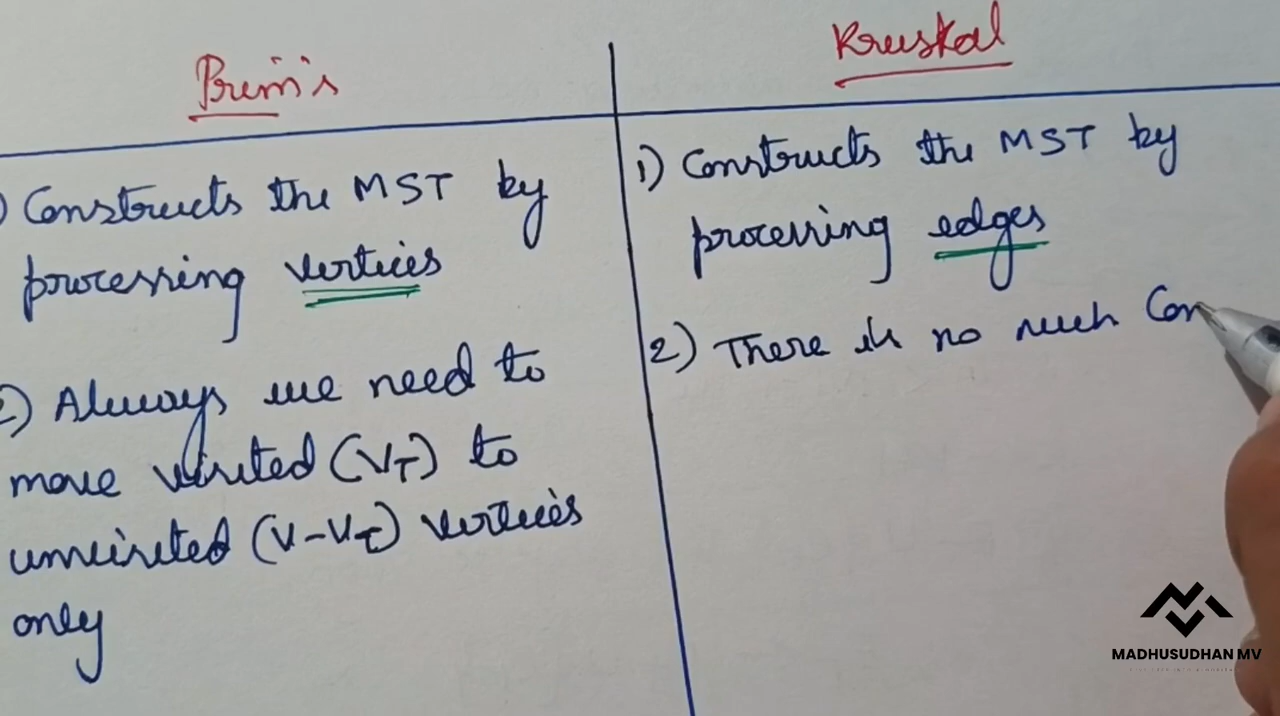 Prim's
Kruskal
) Constructs the MST by
processing vertices
2) Always we need to
move visited (VT) to
unvisited (V-VT) vertices
only
1) Constructs the MST by
processing edges
2) There is no such Con
MADHUSUDHAN MV